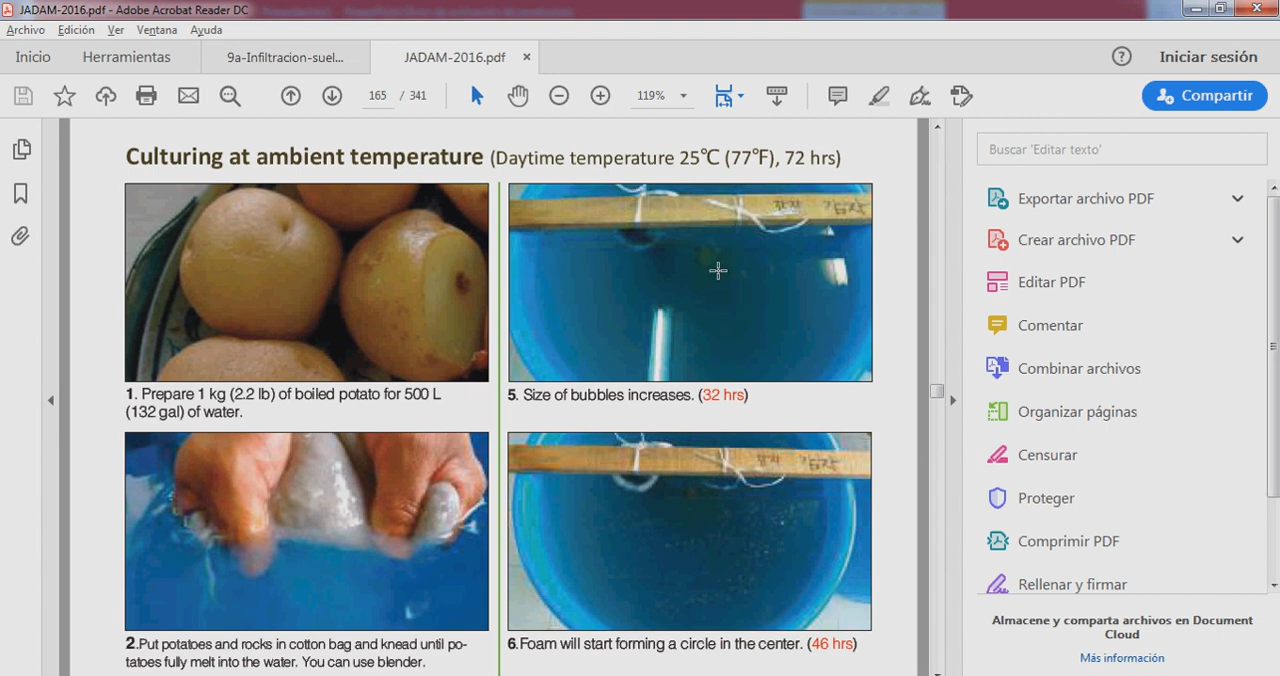 JADAM-2016.pdf - Adobe Acrobat Reader DC
Archivo Edición Ver Ventana Ayuda
Inicio Herramientas 9a-Infiltracion-suel... JADAM-2016.pdf ×
? Iniciar sesión
165 / 341 119% Compartir
Culturing at ambient temperature (Daytime temperature 25℃ (77℉), 72 hrs)
1. Prepare 1 kg (2.2 lb) of boiled potato for 500 L
(132 gal) of water.
2.Put potatoes and rocks in cotton bag and knead until po-
tatoes fully melt into the water. You can use blender.
5. Size of bubbles increases. (32 hrs)
6.Foam will start forming a circle in the center. (46 hrs)
Buscar 'Editar texto'
Exportar archivo PDF
Crear archivo PDF
Editar PDF
Comentar
Combinar archivos
Organizar páginas
Censurar
Proteger
Comprimir PDF
Rellenar y firmar
Almacene y comparta archivos en Document
Cloud
Más información